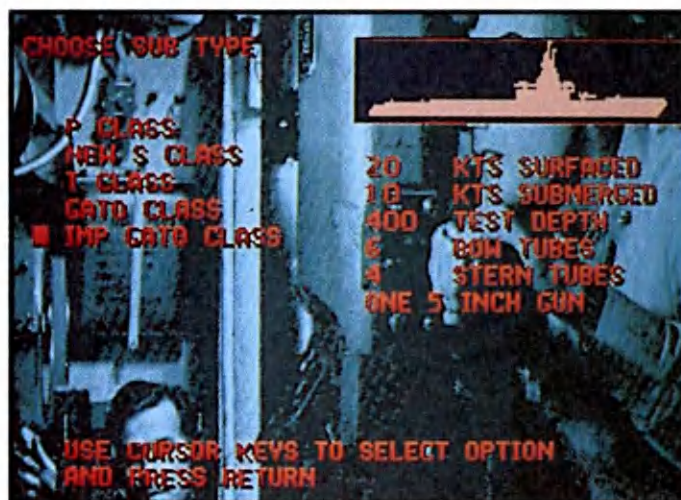 CHOOSE SUB TYPE
P CLASS
NEW S CLASS
T CLASS
GATO CLASS
IMP GATO CLASS
20 KTS SURFACED
10 KTS SUBMERGED
400 TEST DEPTH
6 BOW TUBES
4 STERN TUBES
ONE 5 INCH GUN
USE CURSOR KEYS TO SELECT OPTION
AND PRESS RETURN